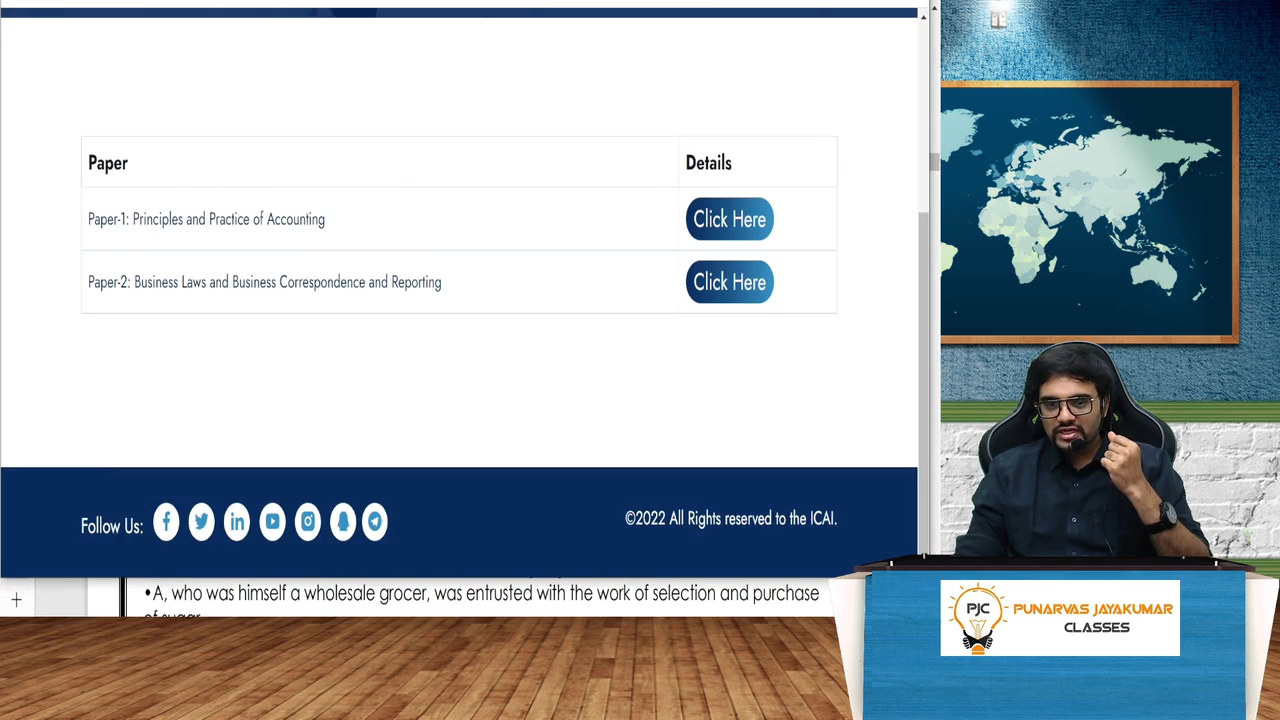 Paper
Details
Paper-1: Principles and Practice of Accounting
Click Here
Paper-2: Business Laws and Business Correspondence and Reporting
Click Here
Follow Us:
©2022 All Rights reserved to the ICAI.
+
•A, who was himself a wholesale grocer, was entrusted with the work of selection and purchase
of sugar
PJC
PUNARVAS JAYAKUMAR
CLASSES